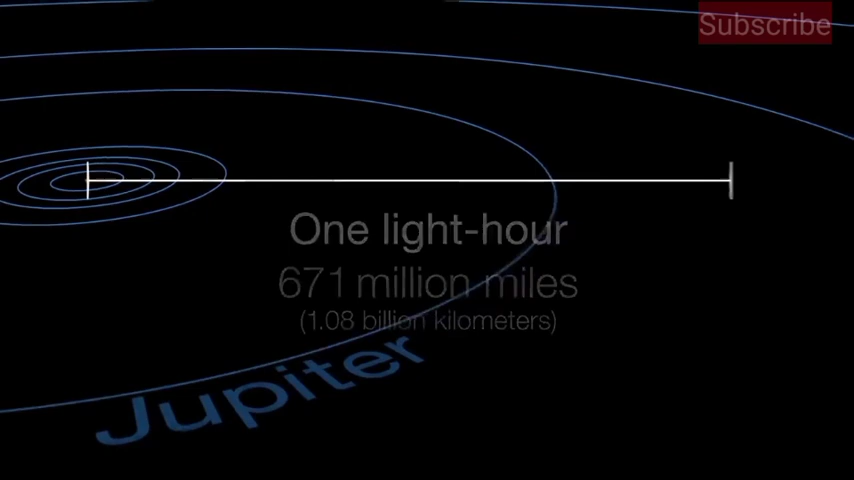 Subscribe
One light-hour
671 million miles
(1.08 billion kilometers)
Jupiter